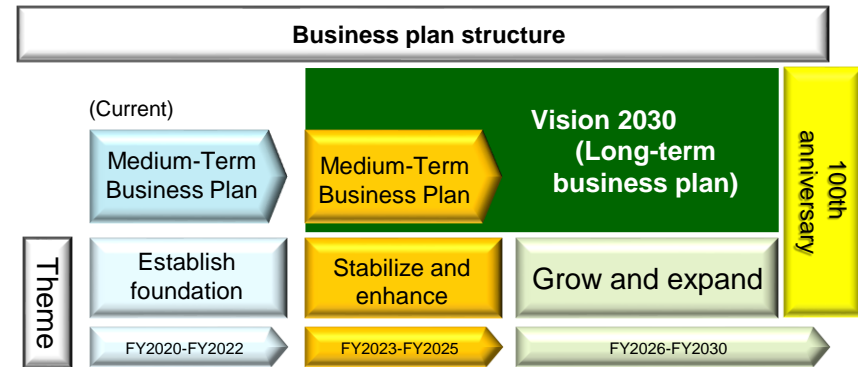 Business plan structure
(Current)
Medium-Term
Business Plan
Medium-Term
Business Plan
Vision 2030
(Long-term
business plan)
100th
anniversary
Theme
Establish
foundation
Stabilize and
enhance
Grow and expand
FY2020-FY2022
FY2023-FY2025
FY2026-FY2030